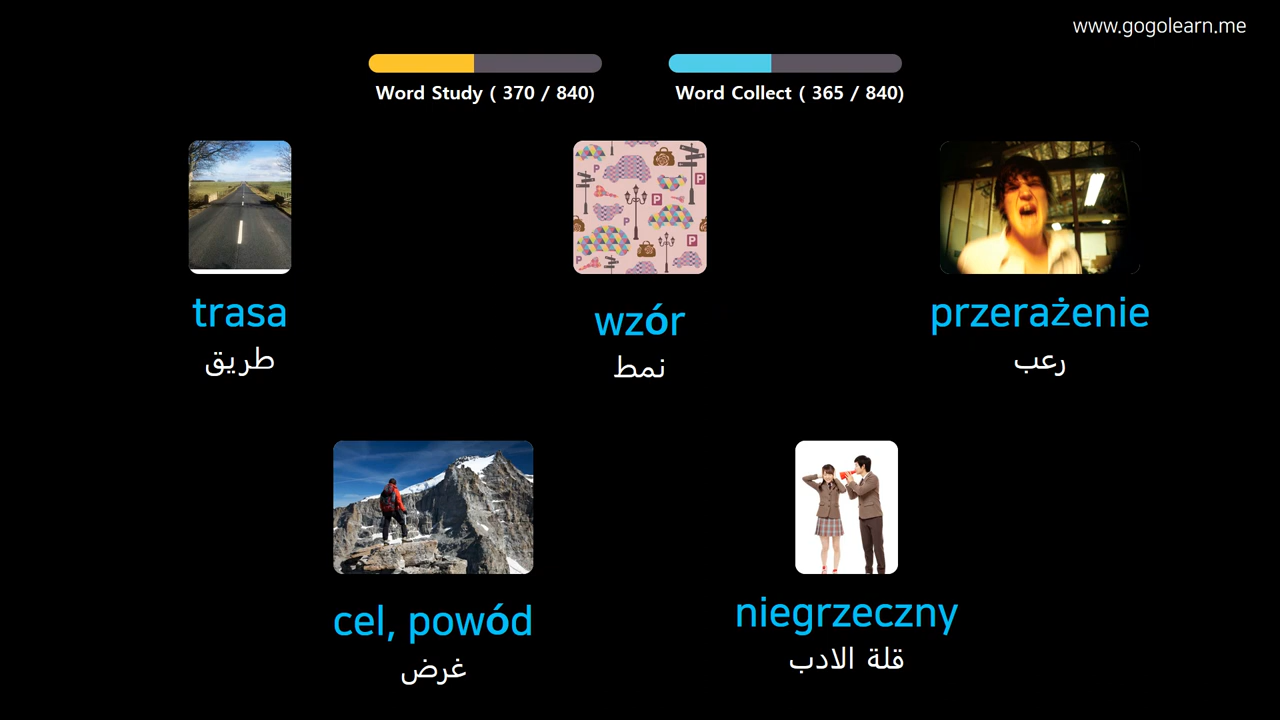 www.gogolearn.me
Word Study ( 370 / 840)
Word Collect ( 365 / 840)
trasa
طريق
wzór
نمط
przerażenie
رعب
cel, powód
غرض
niegrzeczny
قلة الادب